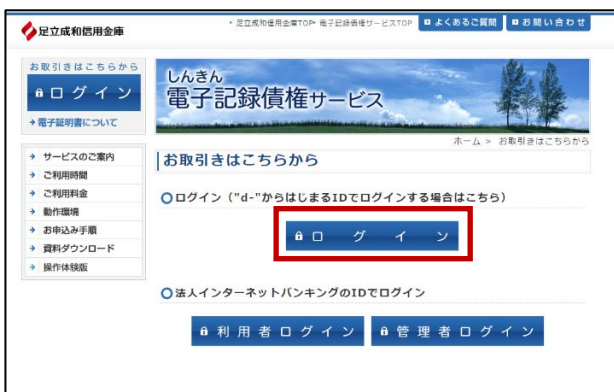 足立成和信用金庫
・足立成和信用金庫TOP・電子記録債権サービスTOP
よくあるご質問
お問い合わせ
お取引きはこちらから
ログイン
電子証明書について
しんきん
電子記録債権サービス
ホーム > お取引きはこちらから
サービスのご案内
ご利用時間
ご利用料金
動作環境
お申込み手順
資料ダウンロード
操作体験版
お取引きはこちらから
ログイン（"d-"からはじまるIDでログインする場合はこちら）
ログイン
法人インターネットバンキングのIDでログイン
利用者ログイン
管理者ログイン